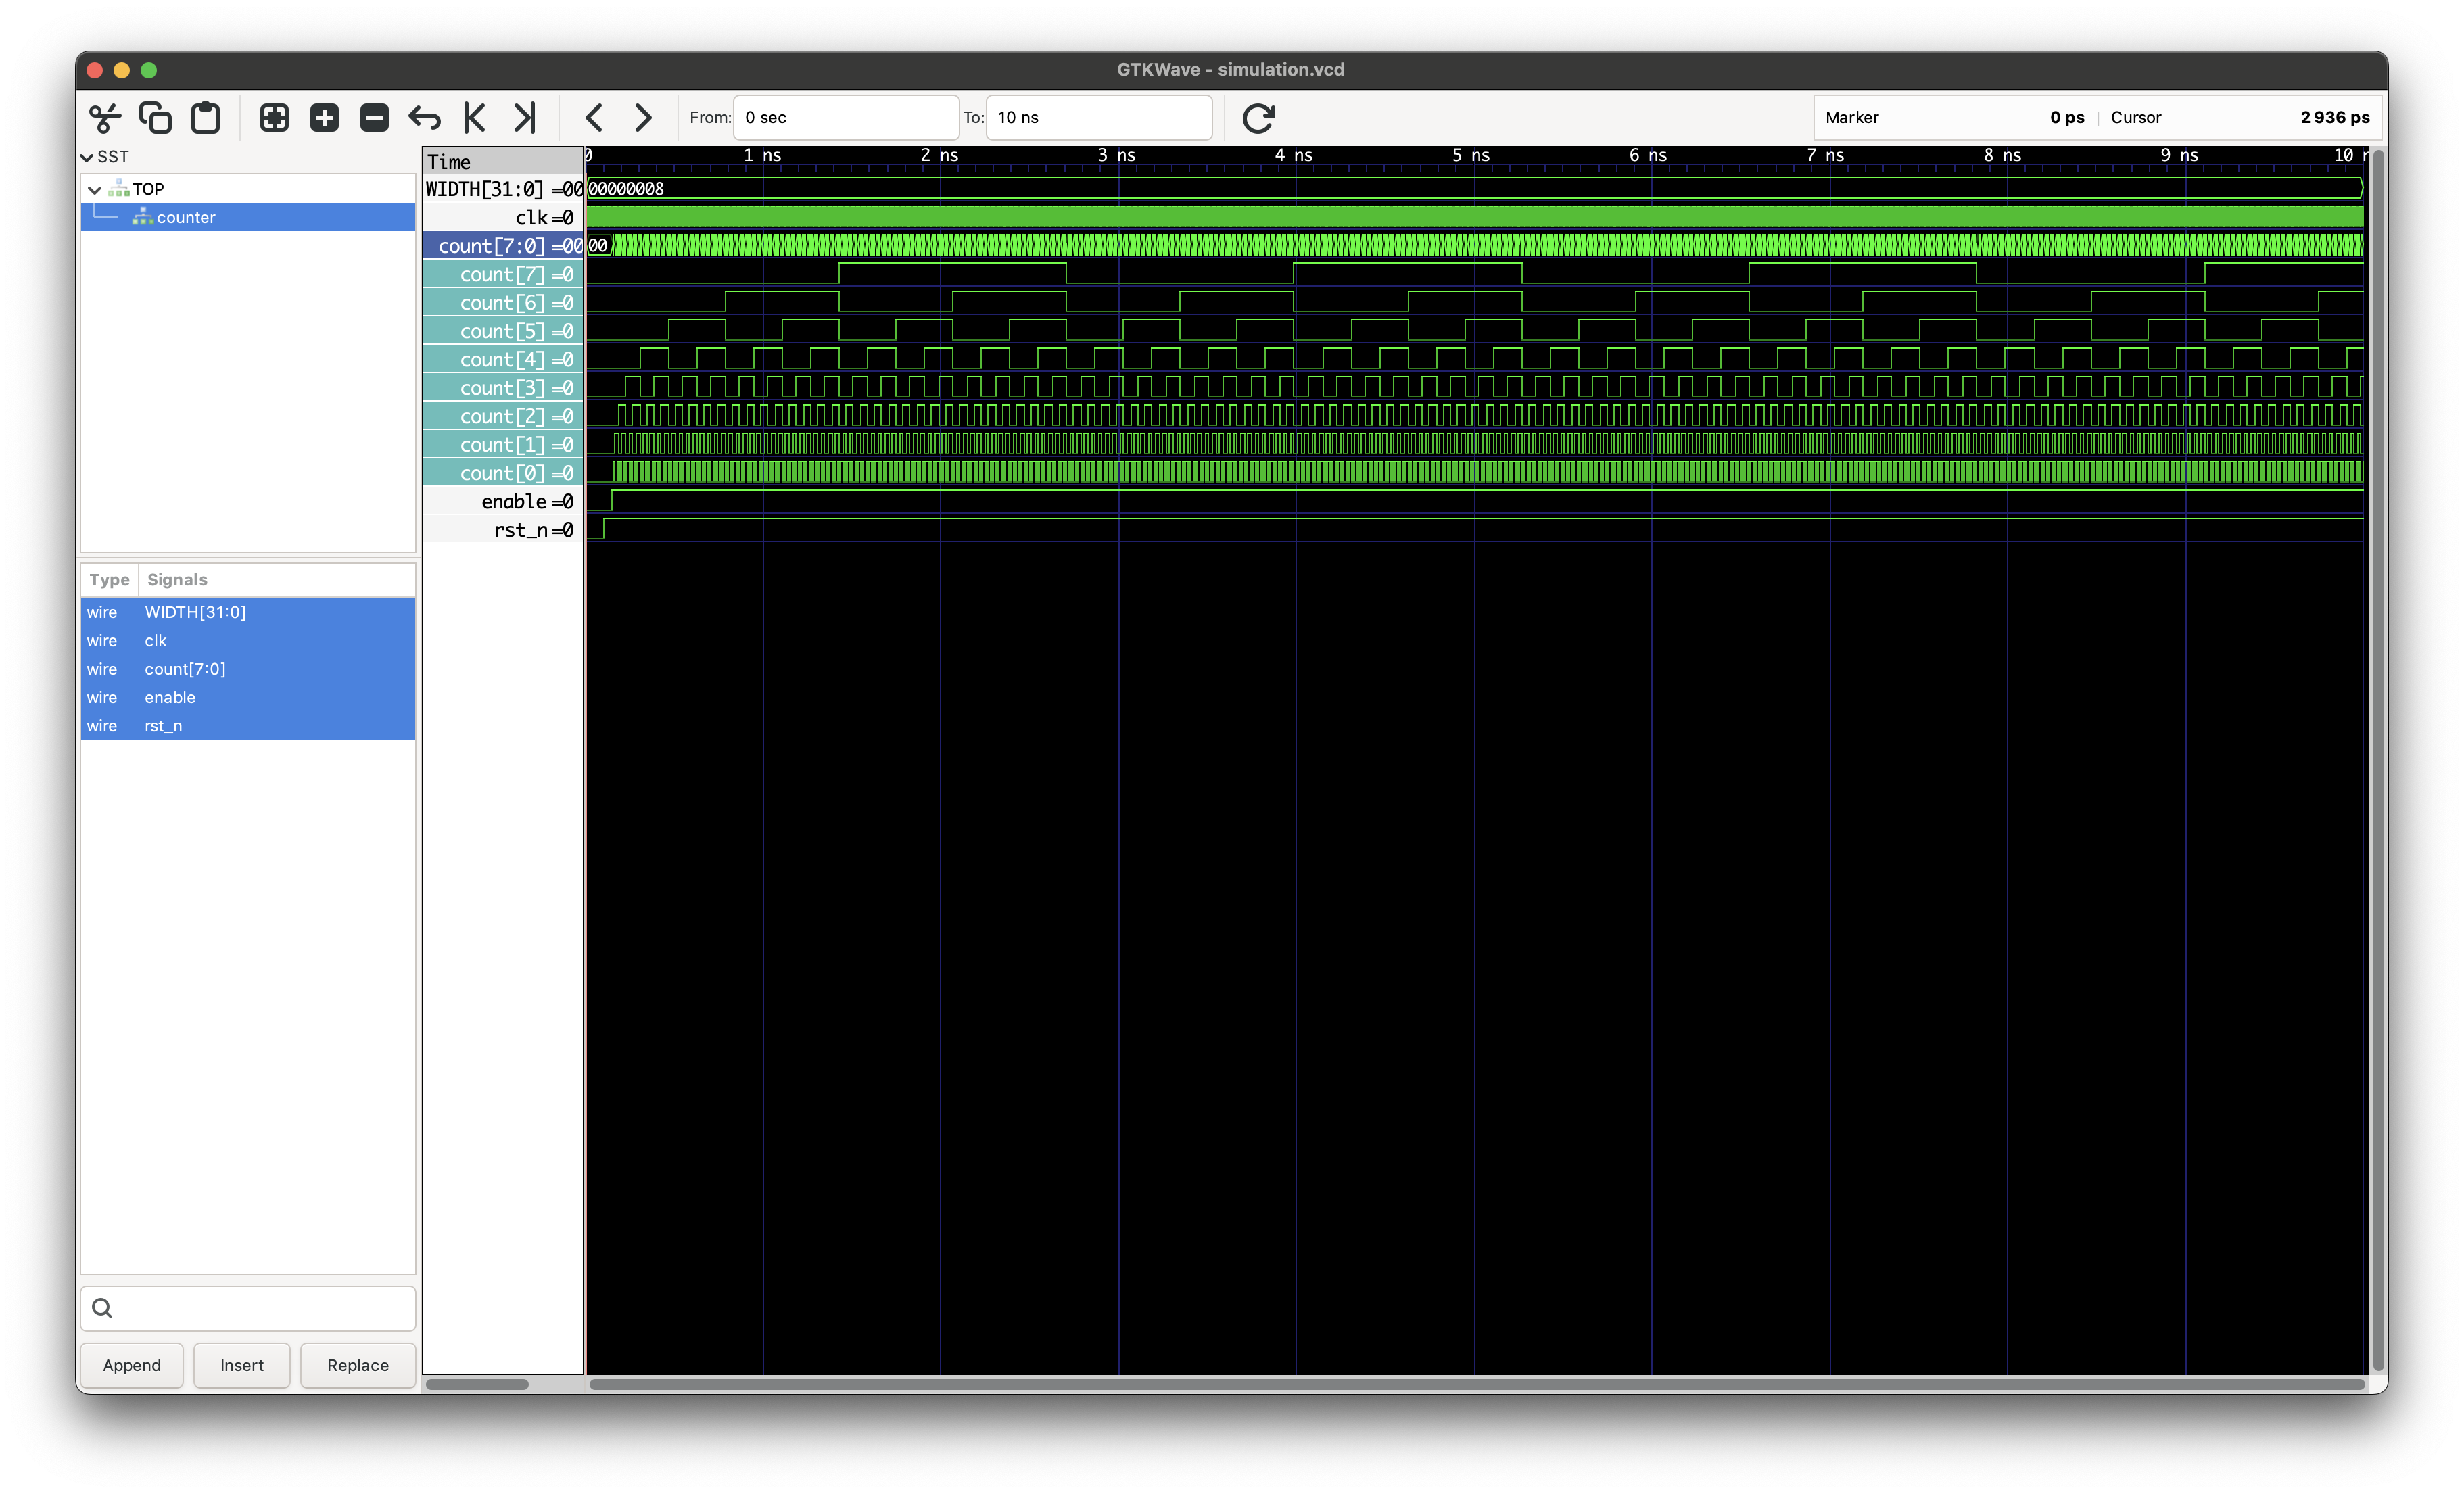 GTKWave - simulation.vcd
From: 0 sec To: 10 ns
Marker 0 ps | Cursor 2 936 ps
SST
TOP
counter
Type Signals
wire WIDTH[31:0]
wire clk
wire count[7:0]
wire enable
wire rst_n
Append Insert Replace
Time
WIDTH[31:0] =00
clk=0
count[7:0] =00
count[7] =0
count[6] =0
count[5] =0
count[4] =0
count[3] =0
count[2] =0
count[1] =0
count[0] =0
enable=0
rst_n=0
0 1 ns 2 ns 3 ns 4 ns 5 ns 6 ns 7 ns 8 ns 9 ns 10 n
00000008
00